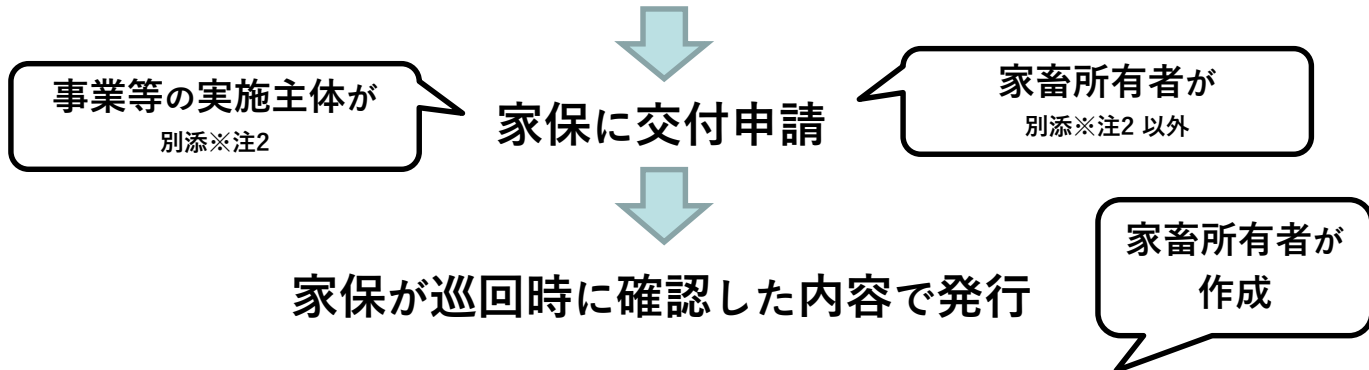 事業等の実施主体が
別添※注2
家保に交付申請
家畜所有者が
別添※注2 以外
家保が巡回時に確認した内容で発行
家畜所有者が
作成